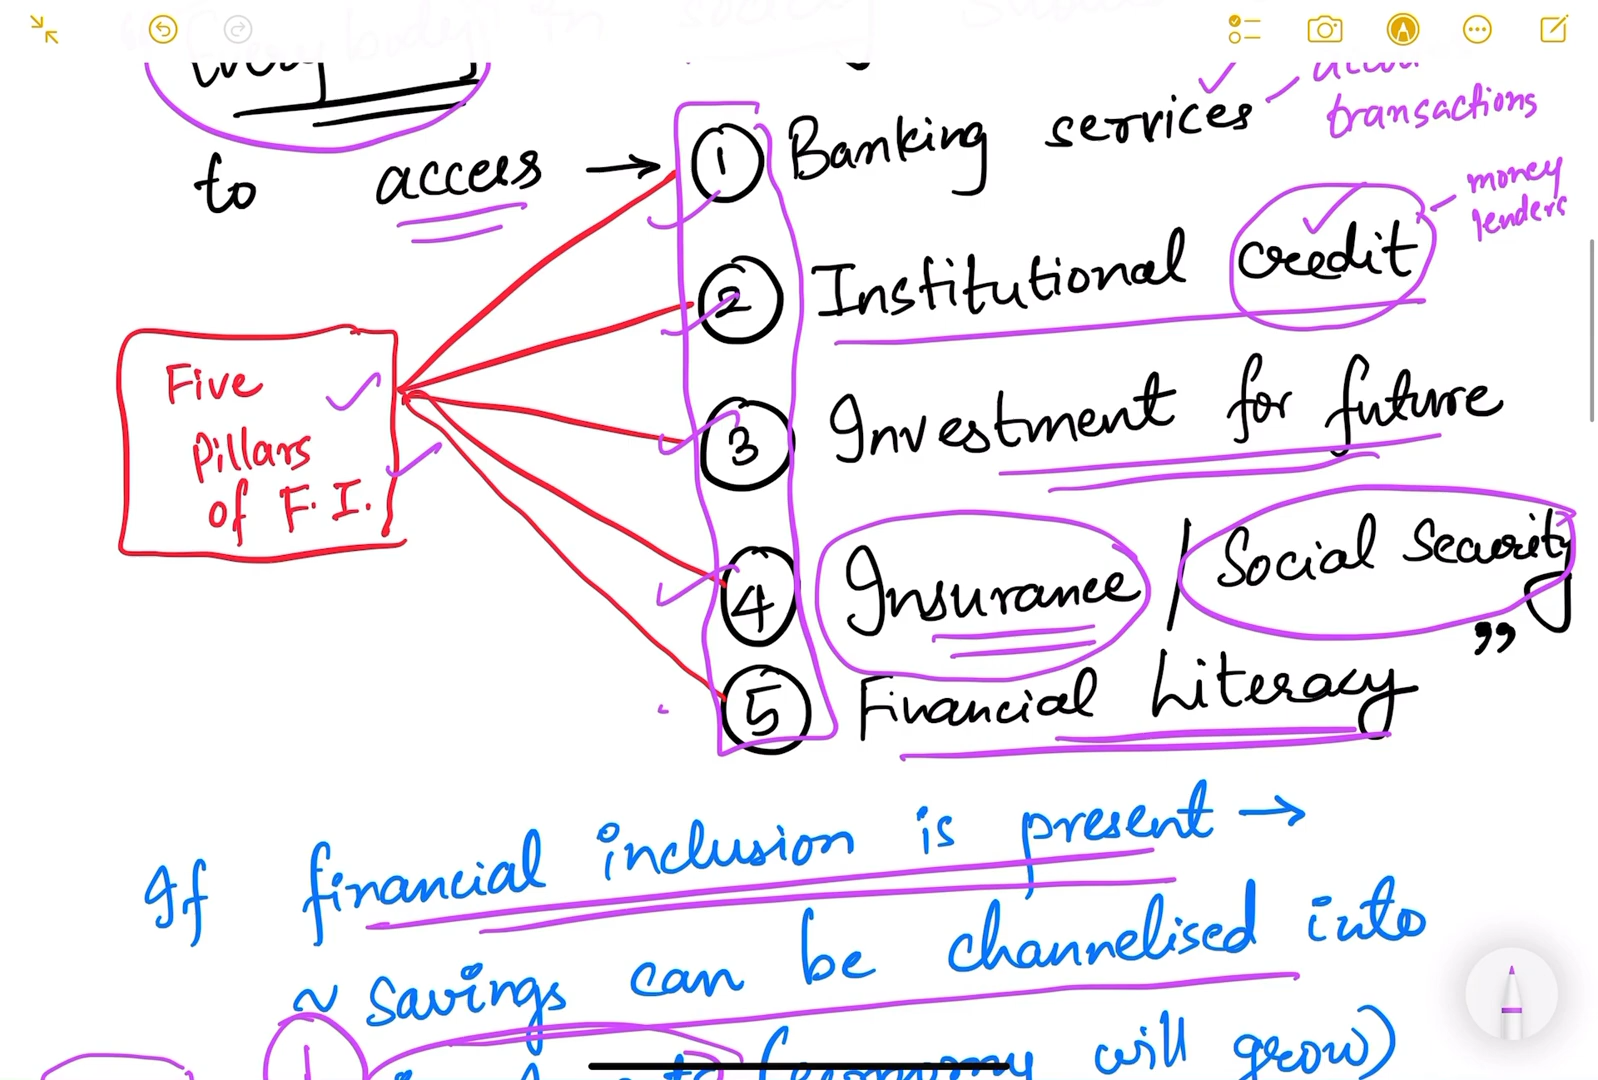 transactions
to access → ① Banking services
money
lenders
② Institutional credit
③ Investment for future
Five
Pillars
of F.I.
④ Insurance / Social Security ”
⑤ Financial Literacy
If financial inclusion is present →
~ Savings can be channelised into
will grow)